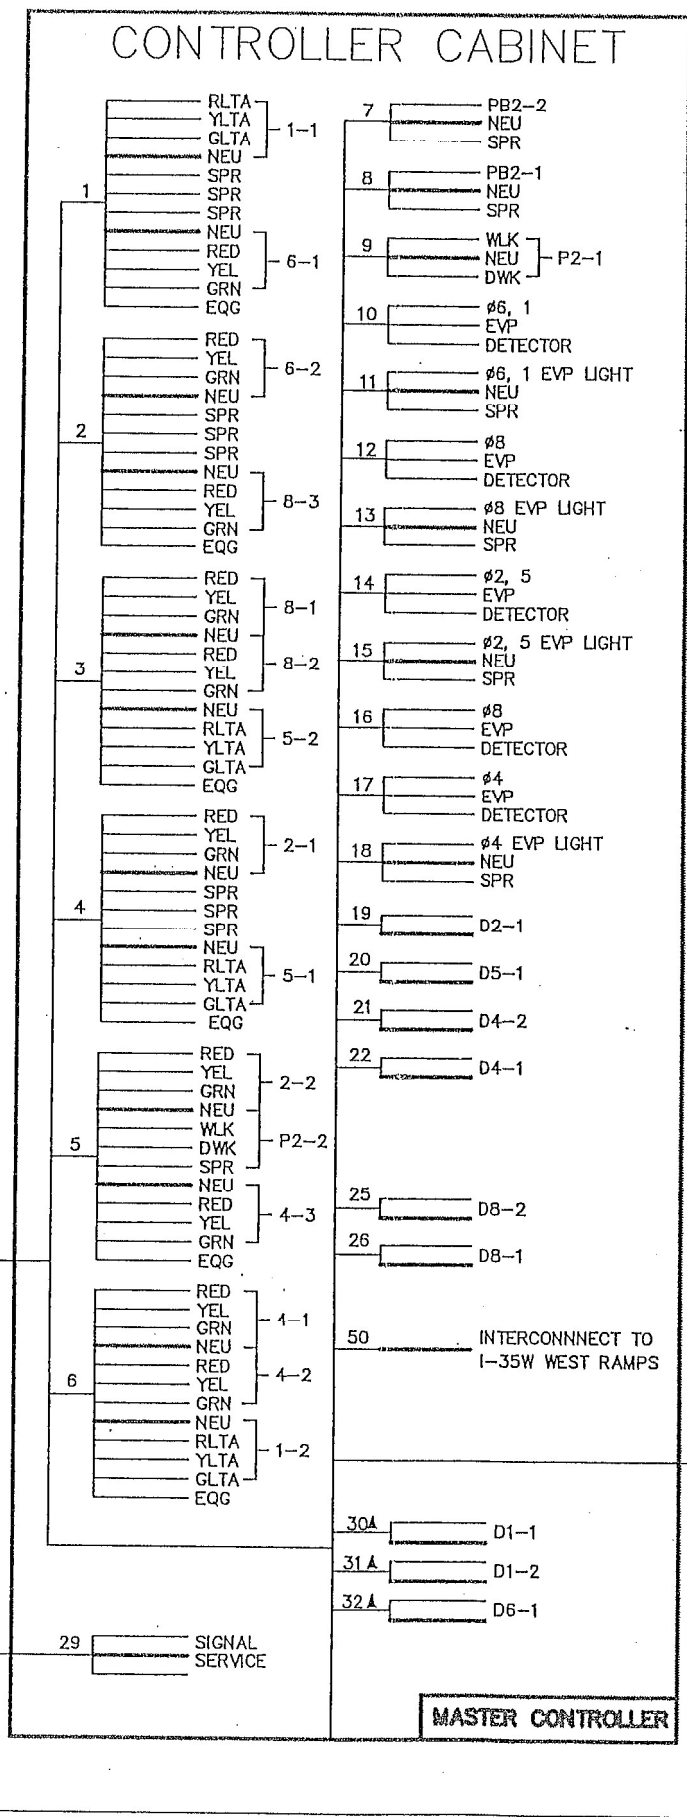 CONTROLLER CABINET
1
RLTA
YLTA
GLTA
NEU
1-1
SPR
SPR
SPR
NEU
RED
YEL
GRN
6-1
EQG
2
RED
YEL
GRN
NEU
6-2
SPR
SPR
SPR
NEU
RED
YEL
GRN
8-3
EQG
3
RED
YEL
GRN
NEU
8-1
RED
YEL
GRN
8-2
NEU
RLTA
YLTA
GLTA
5-2
EQG
4
RED
YEL
GRN
NEU
2-1
SPR
SPR
SPR
NEU
RLTA
YLTA
GLTA
5-1
EQG
5
RED
YEL
GRN
NEU
2-2
WLK
DWK
SPR
P2-2
NEU
RED
YEL
GRN
4-3
EQG
6
RED
YEL
GRN
NEU
4-1
RED
YEL
GRN
4-2
NEU
RLTA
YLTA
GLTA
1-2
EQG
29
SIGNAL
SERVICE
7
PB2-2
NEU
SPR
8
PB2-1
NEU
SPR
9
WLK
NEU
DWK
P2-1
10
ø6, 1
EVP
DETECTOR
11
ø6, 1 EVP LIGHT
NEU
SPR
12
ø8
EVP
DETECTOR
13
ø8 EVP LIGHT
NEU
SPR
14
ø2, 5
EVP
DETECTOR
15
ø2, 5 EVP LIGHT
NEU
SPR
16
ø8
EVP
DETECTOR
17
ø4
EVP
DETECTOR
18
ø4 EVP LIGHT
NEU
SPR
19
D2-1
20
D5-1
21
D4-2
22
D4-1
25
D8-2
26
D8-1
50
INTERCONNNECT TO
I-35W WEST RAMPS
30A
D1-1
31A
D1-2
32A
D6-1
MASTER CONTROLLER